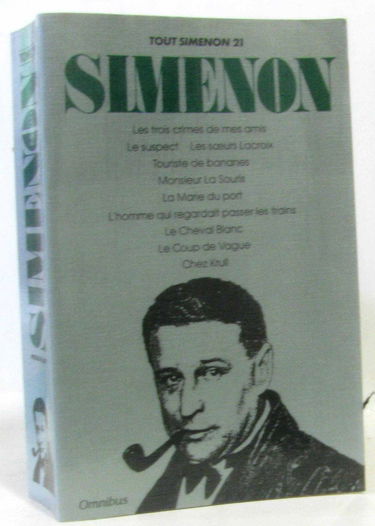 TOUT SIMENON 21
SIMENON
Les trois crimes de mes amis
Le suspect Les sœurs Lacroix
Touriste de bananes
Monsieur La Souris
La Marie du port
L'homme qui regardait passer les trains
Le Cheval Blanc
Le Coup de Vague
Chez Krull
Omnibus
SIMENON